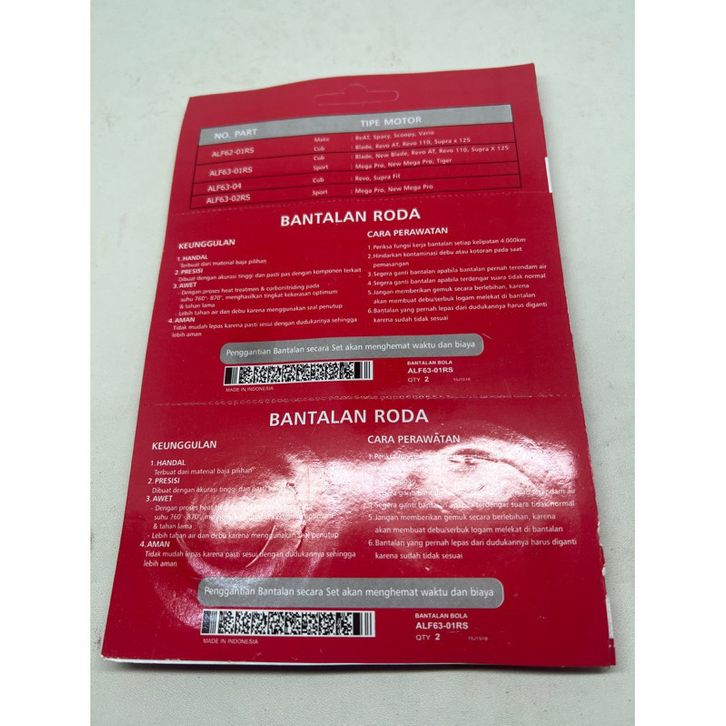 NO. PART TIPE MOTOR
ALF62-01RS Matic : BeAT, Spacy, Scoopy, Vario
Cub : Blade, Revo AT, Revo 110, Supra x 125
ALF63-01RS Cub : Blade, New Blade, Revo AT, Revo 110, Supra X 125
Sport : Mega Pro, New Mega Pro, Tiger
ALF63-04 Cub : Revo, Supra Fit
ALF63-02RS Sport : Mega Pro, New Mega Pro
BANTALAN RODA
KEUNGGULAN
1.HANDAL
Terbuat dari material baja pilihan
2.PRESISI
Dibuat dengan akurasi tinggi dan pasti pas dengan komponen terkait
3.AWET
- Dengan proses heat treatment & carbonitriding pada
suhu 760°- 870°, menghasilkan tingkat kekerasan optimum
& tahan lama
- Lebih tahan air dan debu karena menggunakan seal penutup
4.AMAN
Tidak mudah lepas karena pasti sesui dengan dudukannya sehingga
lebih aman
CARA PERAWATAN
1.Periksa fungsi kerja bantalan setiap kelipatan 4.000km
2.Hindarkan kontaminasi debu atau kotoran pada saat
pemasangan
3.Segera ganti bantalan apabila bantalan pernah terendam air
4.Segera ganti bantalan apabila terdengar suara tidak normal
5.Jangan memberikan gemuk secara berlebihan, karena
akan membuat debu/serbuk logam melekat di bantalan
6.Bantalan yang pernah lepas dari dudukannya harus diganti
karena sudah tidak sesuai
Penggantian Bantalan secara Set akan menghemat waktu dan biaya
MADE IN INDONESIA
BANTALAN BOLA
ALF63-01RS
QTY 2
BANTALAN RODA
KEUNGGULAN
1.HANDAL
Terbuat dari material baja pilihan
2.PRESISI
Dibuat dengan akurasi tinggi dan pasti
3.AWET
- Dengan proses heat
suhu 760°- 870°,
& tahan lama
- Lebih tahan air dan debu karena menggunakan seal penutup
4.AMAN
Tidak mudah lepas karena pasti sesui dengan dudukannya sehingga
lebih aman
CARA PERAWATAN
1.Periksa
ganti bantalan terendam air
Segera ganti bantalan apabila terdengar suara tidak normal
5.Jangan memberikan gemuk secara berlebihan, karena
akan membuat debu/serbuk logam melekat di bantalan
6.Bantalan yang pernah lepas dari dudukannya harus diganti
karena sudah tidak sesuai
Penggantian Bantalan secara Set akan menghemat waktu dan biaya
MADE IN INDONESIA
BANTALAN BOLA
ALF63-01RS
QTY 2